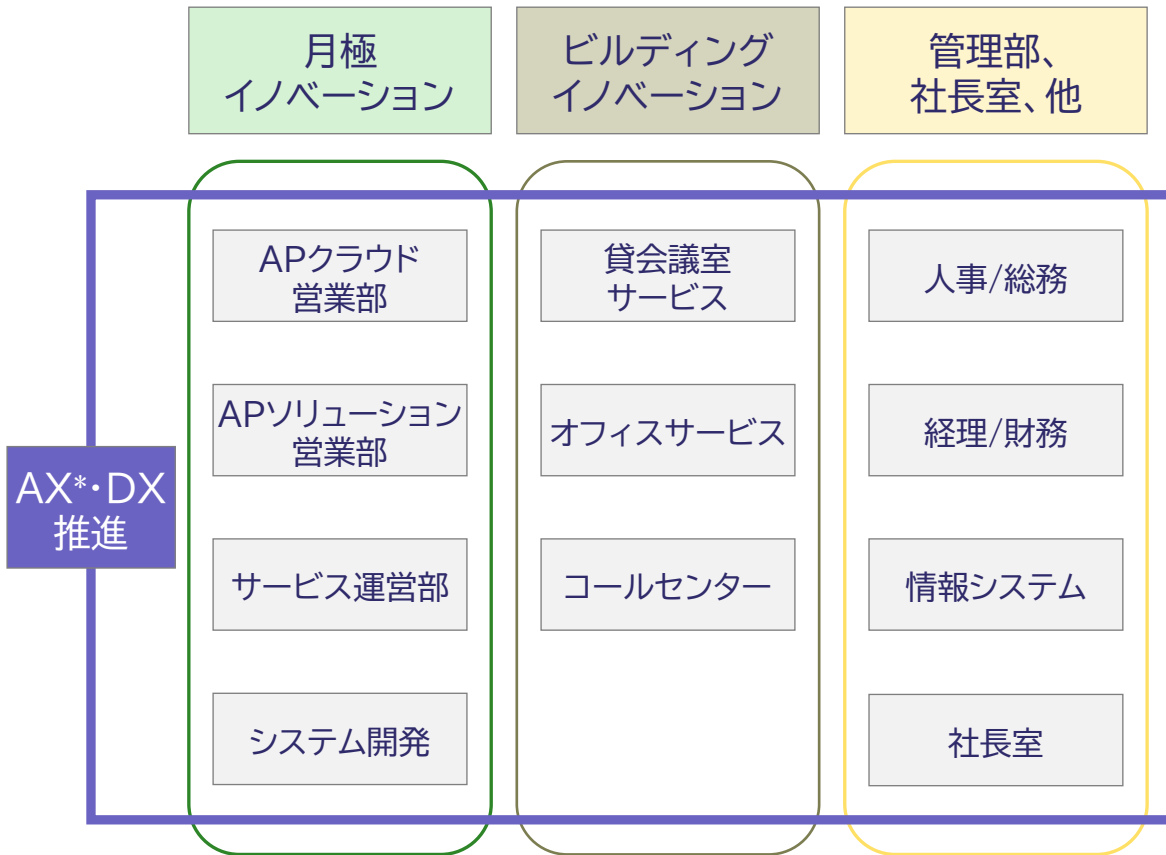 月極
イノベーション
ビルディング
イノベーション
管理部、
社長室、他
APクラウド
営業部
貸会議室
サービス
人事/総務
APソリューション
営業部
オフィスサービス
経理/財務
AX*・DX
推進
サービス運営部
コールセンター
情報システム
システム開発
社長室